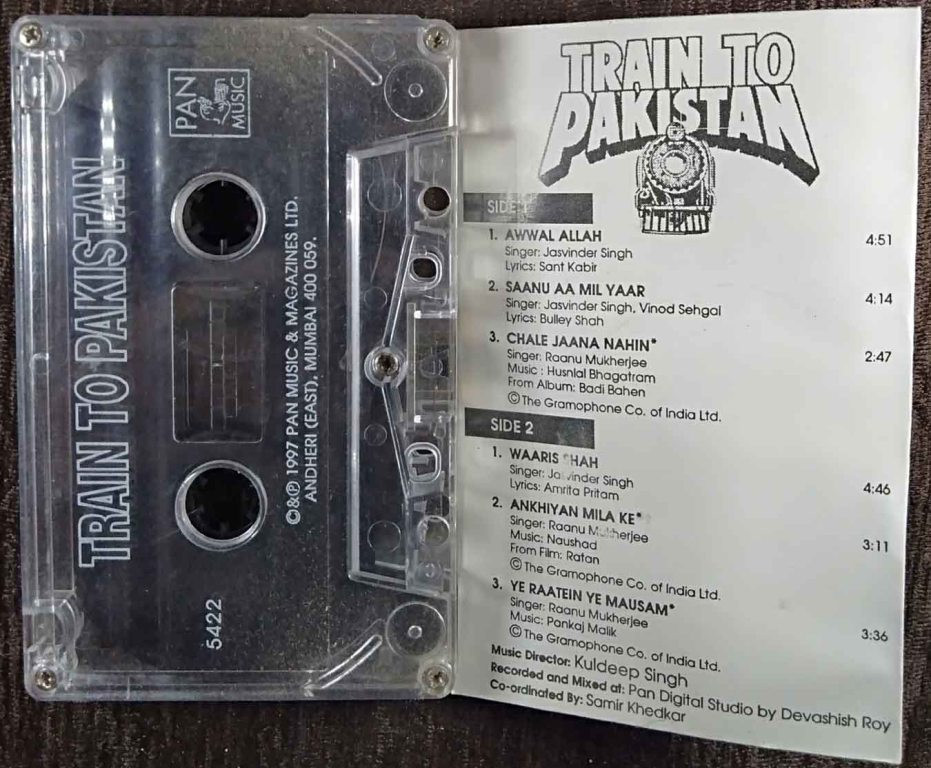 PAN
MUSIC
TRAIN TO PAKISTAN
©&℗ 1997 PAN MUSIC & MAGAZINES LTD.
ANDHERI (EAST), MUMBAI 400 059.
5422
TRAIN TO
PAKISTAN
SIDE 1
1. AWWAL ALLAH 4:51
Singer: Jasvinder Singh
Lyrics: Sant Kabir
2. SAANU AA MIL YAAR 4:14
Singer: Jasvinder Singh, Vinod Sehgal
Lyrics: Bulley Shah
3. CHALE JAANA NAHIN* 2:47
Singer: Raanu Mukherjee
Music : Husnlal Bhagatram
From Album: Badi Bahen
©The Gramophone Co. of India Ltd.
SIDE 2
1. WAARIS SHAH 4:46
Singer: Jasvinder Singh
Lyrics: Amrita Pritam
2. ANKHIYAN MILA KE* 3:11
Singer: Raanu Mukherjee
Music: Naushad
From Film: Ratan
©The Gramophone Co. of India Ltd.
3. YE RAATEIN YE MAUSAM* 3:36
Singer: Raanu Mukherjee
Music: Pankaj Malik
©The Gramophone Co. of India Ltd.
Music Director: Kuldeep Singh
Recorded and Mixed at: Pan Digital Studio by Devashish Roy
Co-ordinated By: Samir Khedkar